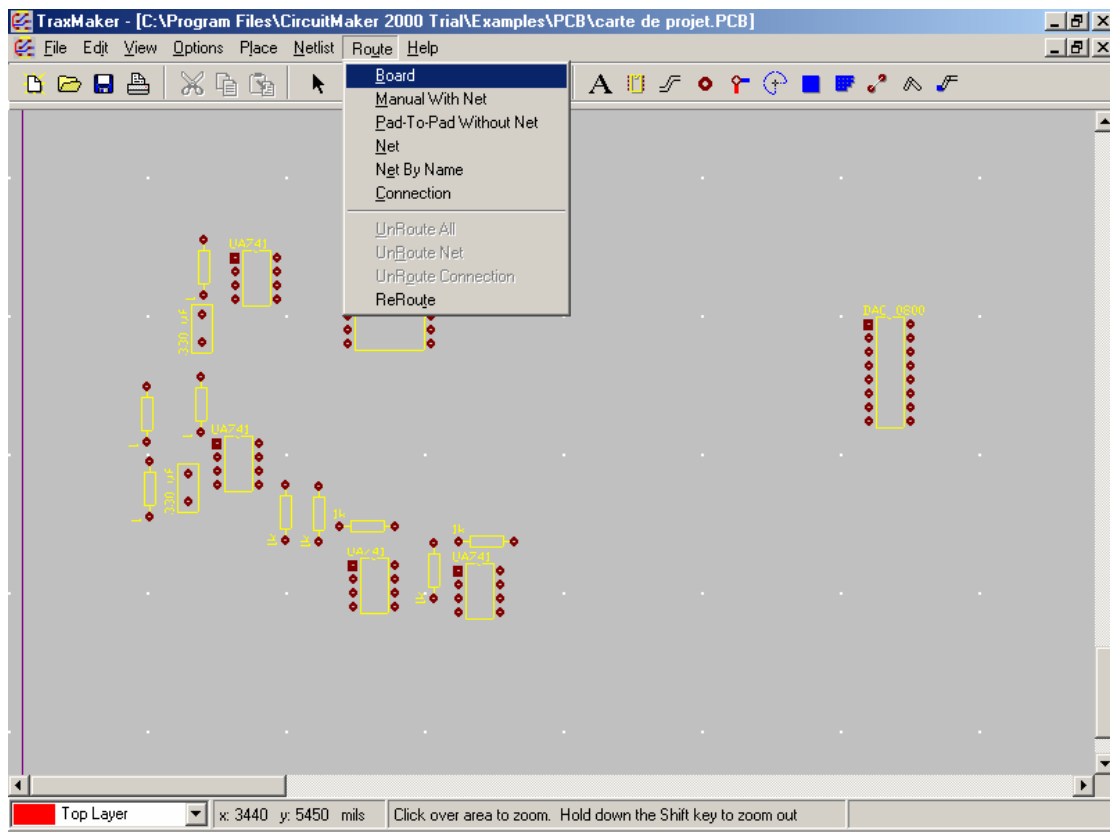 TraxMaker - [C:\Program Files\CircuitMaker 2000 Trial\Examples\PCB\carte de projet.PCB]
File Edit View Options Place Netlist Route Help
Board
Manual With Net
Pad-To-Pad Without Net
Net
Net By Name
Connection
UnRoute All
UnRoute Net
UnRoute Connection
ReRoute
A
UA741
DAC_0800
330 uF
UA741
330 uF
1k
1k
1k
1k
UA741
UA741
1k
Top Layer
x: 3440 y: 5450 mils
Click over area to zoom. Hold down the Shift key to zoom out